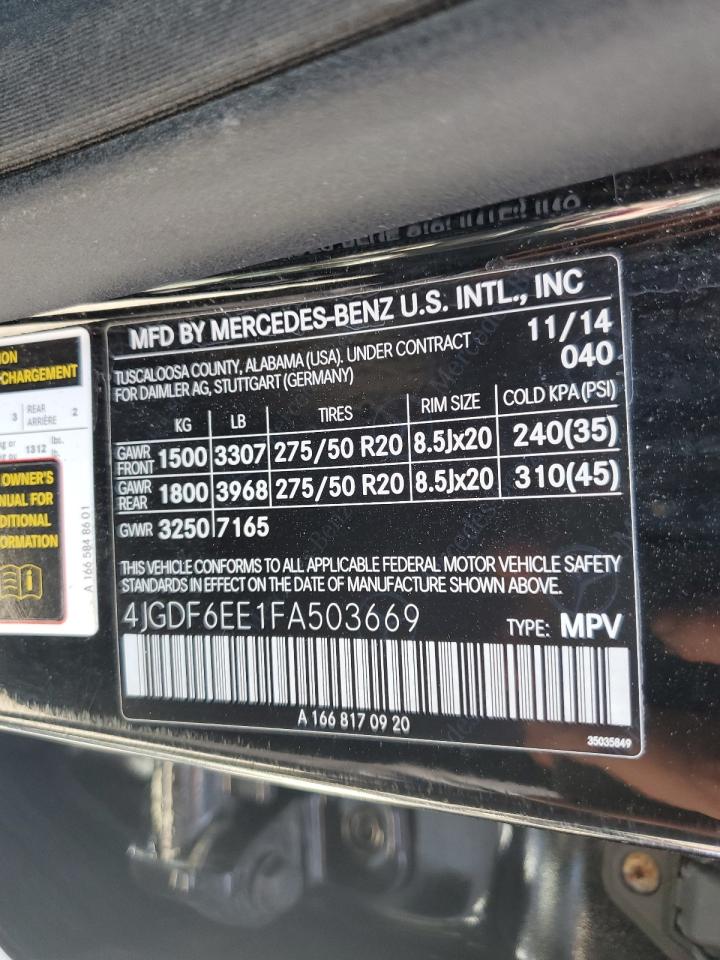 MFD BY MERCEDES-BENZ U.S. INTL., INC
TUSCALOOSA COUNTY, ALABAMA (USA). UNDER CONTRACT
FOR DAIMLER AG, STUTTGART (GERMANY)
11/14
040
KG LB TIRES RIM SIZE COLD KPA (PSI)
GAWR FRONT 1500 3307 275/50 R20 8.5Jx20 240(35)
GAWR REAR 1800 3968 275/50 R20 8.5Jx20 310(45)
GVWR 3250 7165
THIS VEHICLE CONFORMS TO ALL APPLICABLE FEDERAL MOTOR VEHICLE SAFETY
STANDARDS IN EFFECT ON THE DATE OF MANUFACTURE SHOWN ABOVE.
4JGDF6EE1FA503669 TYPE: MPV
A 166 817 09 20
35035849
3 REAR ARRIÈRE 2
1312 lbs.
OWNER'S
FOR
A 166 584 86 01